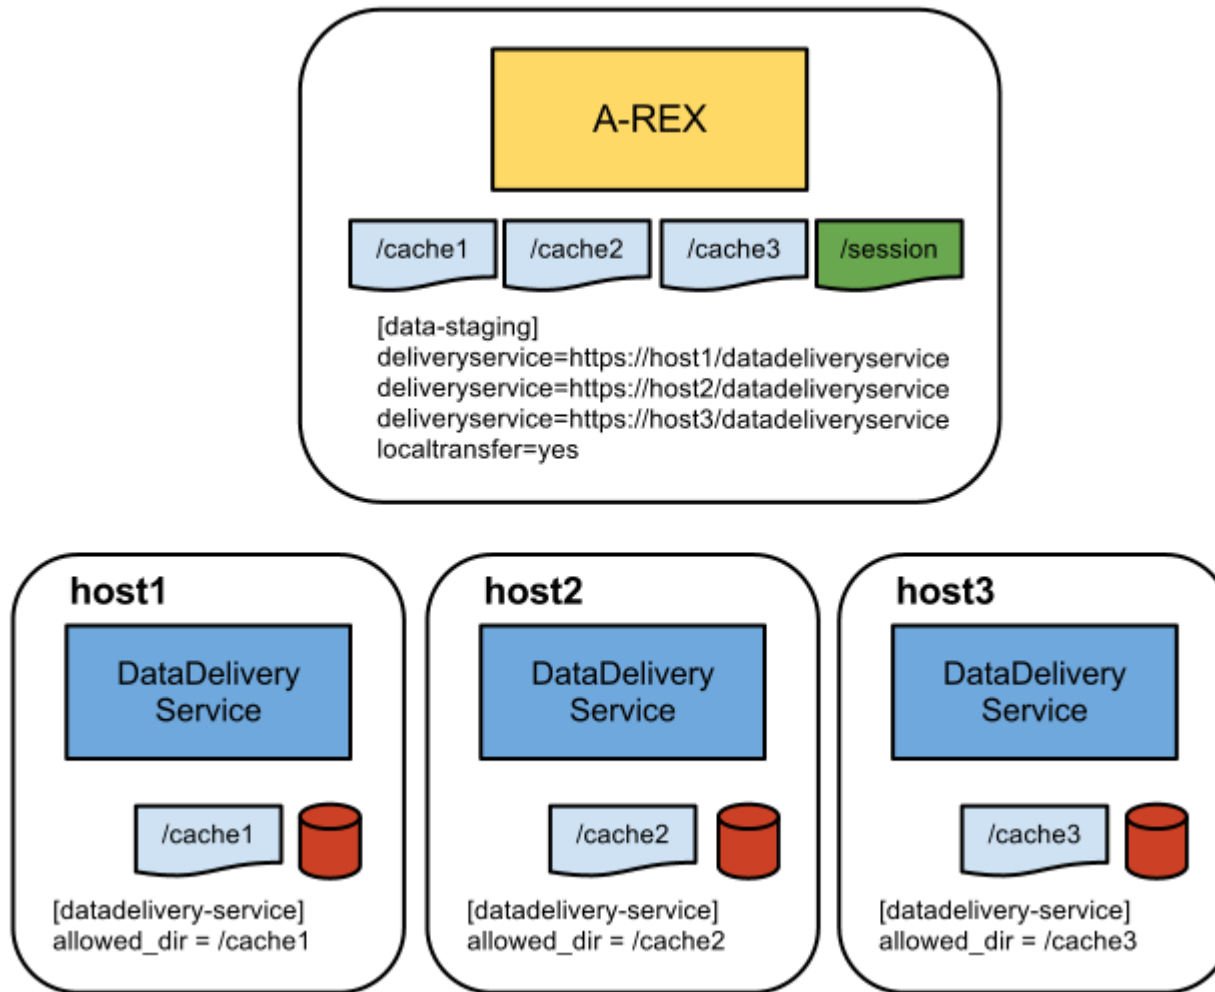 A-REX
/cache1
/cache2
/cache3
/session
[data-staging]
deliveryservice=https://host1/datadeliveryservice
deliveryservice=https://host2/datadeliveryservice
deliveryservice=https://host3/datadeliveryservice
localtransfer=yes
host1
DataDelivery
Service
/cache1
[datadelivery-service]
allowed_dir = /cache1
host2
DataDelivery
Service
/cache2
[datadelivery-service]
allowed_dir = /cache2
host3
DataDelivery
Service
/cache3
[datadelivery-service]
allowed_dir = /cache3